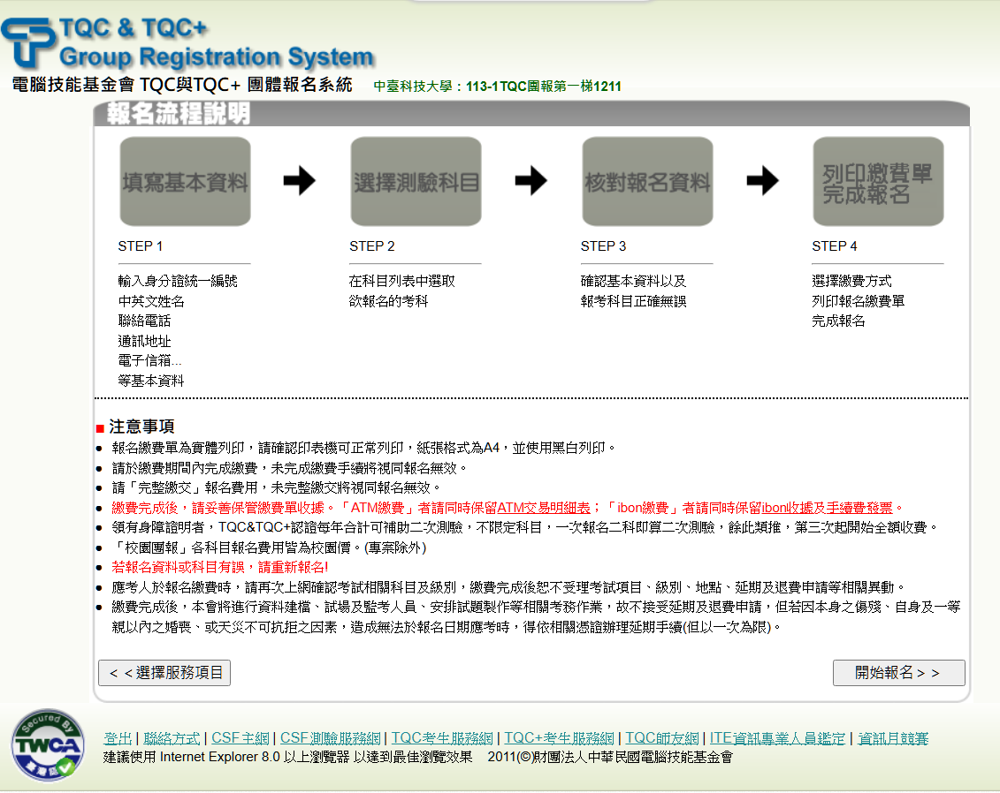 TQC & TQC+
Group Registration System
電腦技能基金會 TQC與TQC+ 團體報名系統 中臺科技大學：113-1TQC團報第一梯1211
報名流程說明
填寫基本資料
選擇測驗科目
核對報名資料
列印繳費單
完成報名
STEP 1
輸入身分證統一編號
中英文姓名
聯絡電話
通訊地址
電子信箱...
等基本資料
STEP 2
在科目列表中選取
欲報名的考科
STEP 3
確認基本資料以及
報考科目正確無誤
STEP 4
選擇繳費方式
列印報名繳費單
完成報名
注意事項
報名繳費單為實體列印，請確認印表機可正常列印，紙張格式為A4，並使用黑白列印。
請於繳費期間內完成繳費，未完成繳費手續將視同報名無效。
請「完整繳交」報名費用，未完整繳交將視同報名無效。
繳費完成後，請妥善保管繳費單收據。「ATM繳費」者請同時保留ATM交易明細表；「ibon繳費」者請同時保留ibon收據及手續費發票。
領有身障證明者，TQC&TQC+認證每年合計可補助二次測驗，不限定科目，一次報名二科即算二次測驗，餘此類推，第三次起開始全額收費。
「校園團報」各科目報名費用皆為校園價。(專案除外)
若報名資料或科目有誤，請重新報名!
應考人於報名繳費時，請再次上網確認考試相關科目及級別，繳費完成後恕不受理考試項目、級別、地點、延期及退費申請等相關異動。
繳費完成後，本會將進行資料建檔、試場及監考人員、安排試題製作等相關考務作業，故不接受延期及退費申請，但若因本身之傷殘、自身及一等
親以內之婚喪、或天災不可抗拒之因素，造成無法於報名日期應考時，得依相關憑證辦理延期手續(但以一次為限)。
＜＜選擇服務項目
開始報名＞＞
Secured By
TWCA
登出 | 聯絡方式 | CSF主網 | CSF測驗服務網 | TQC考生服務網 | TQC+考生服務網 | TQC師友網 | ITE資訊專業人員鑑定 | 資訊月競賽
建議使用 Internet Explorer 8.0 以上瀏覽器 以達到最佳瀏覽效果 2011(©)財團法人中華民國電腦技能基金會